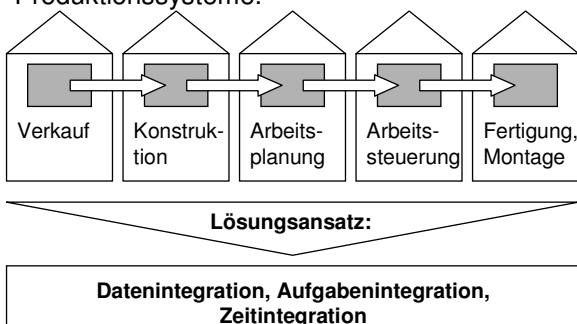 Produktionssysteme:
Verkauf
Konstruk-
tion
Arbeits-
planung
Arbeits-
steuerung
Fertigung,
Montage
Lösungsansatz:
Datenintegration, Aufgabenintegration,
Zeitintegration